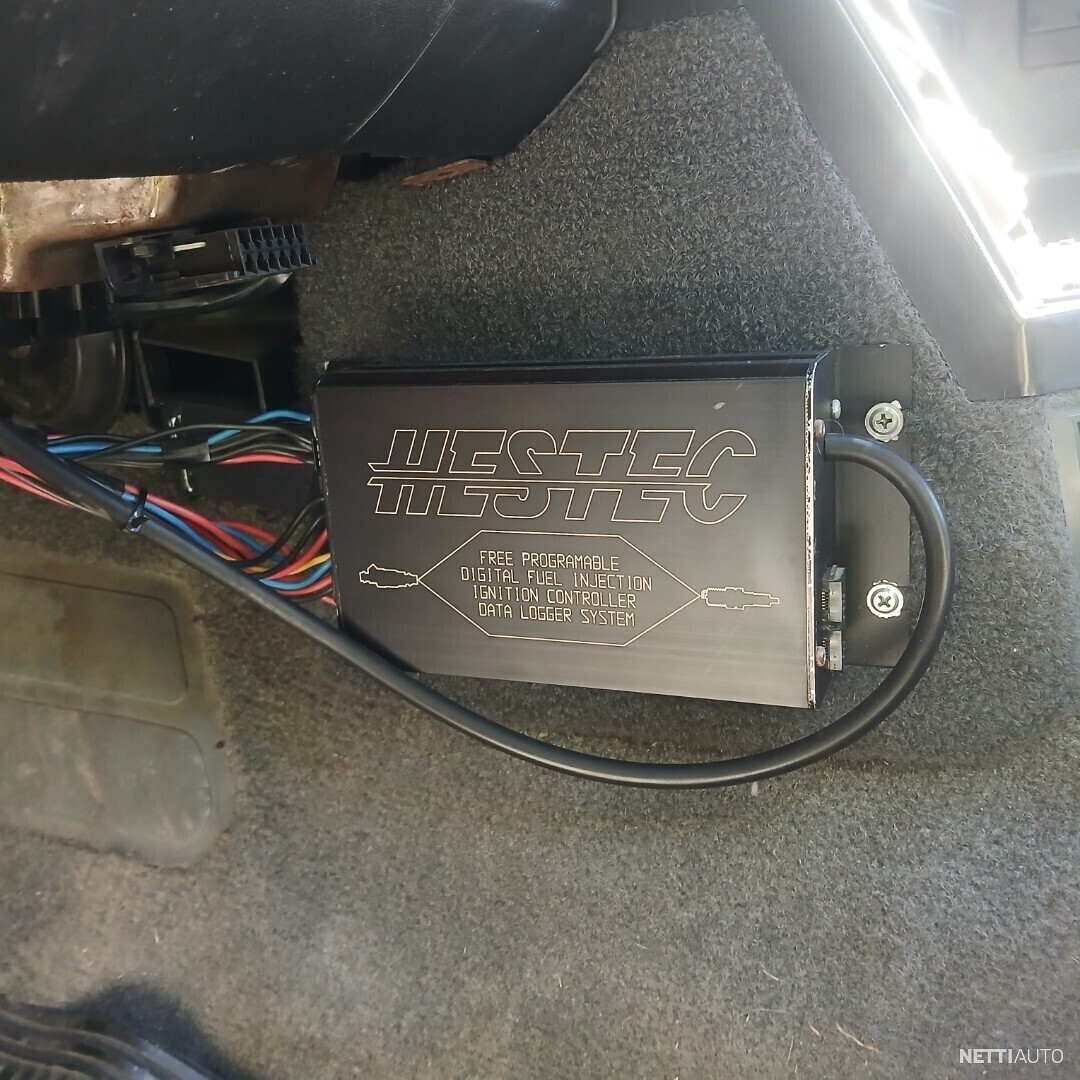 HESTEC
FREE PROGRAMABLE
DIGITAL FUEL INJECTION
IGNITION CONTROLLER
DATA LOGGER SYSTEM
NETTIAUTO